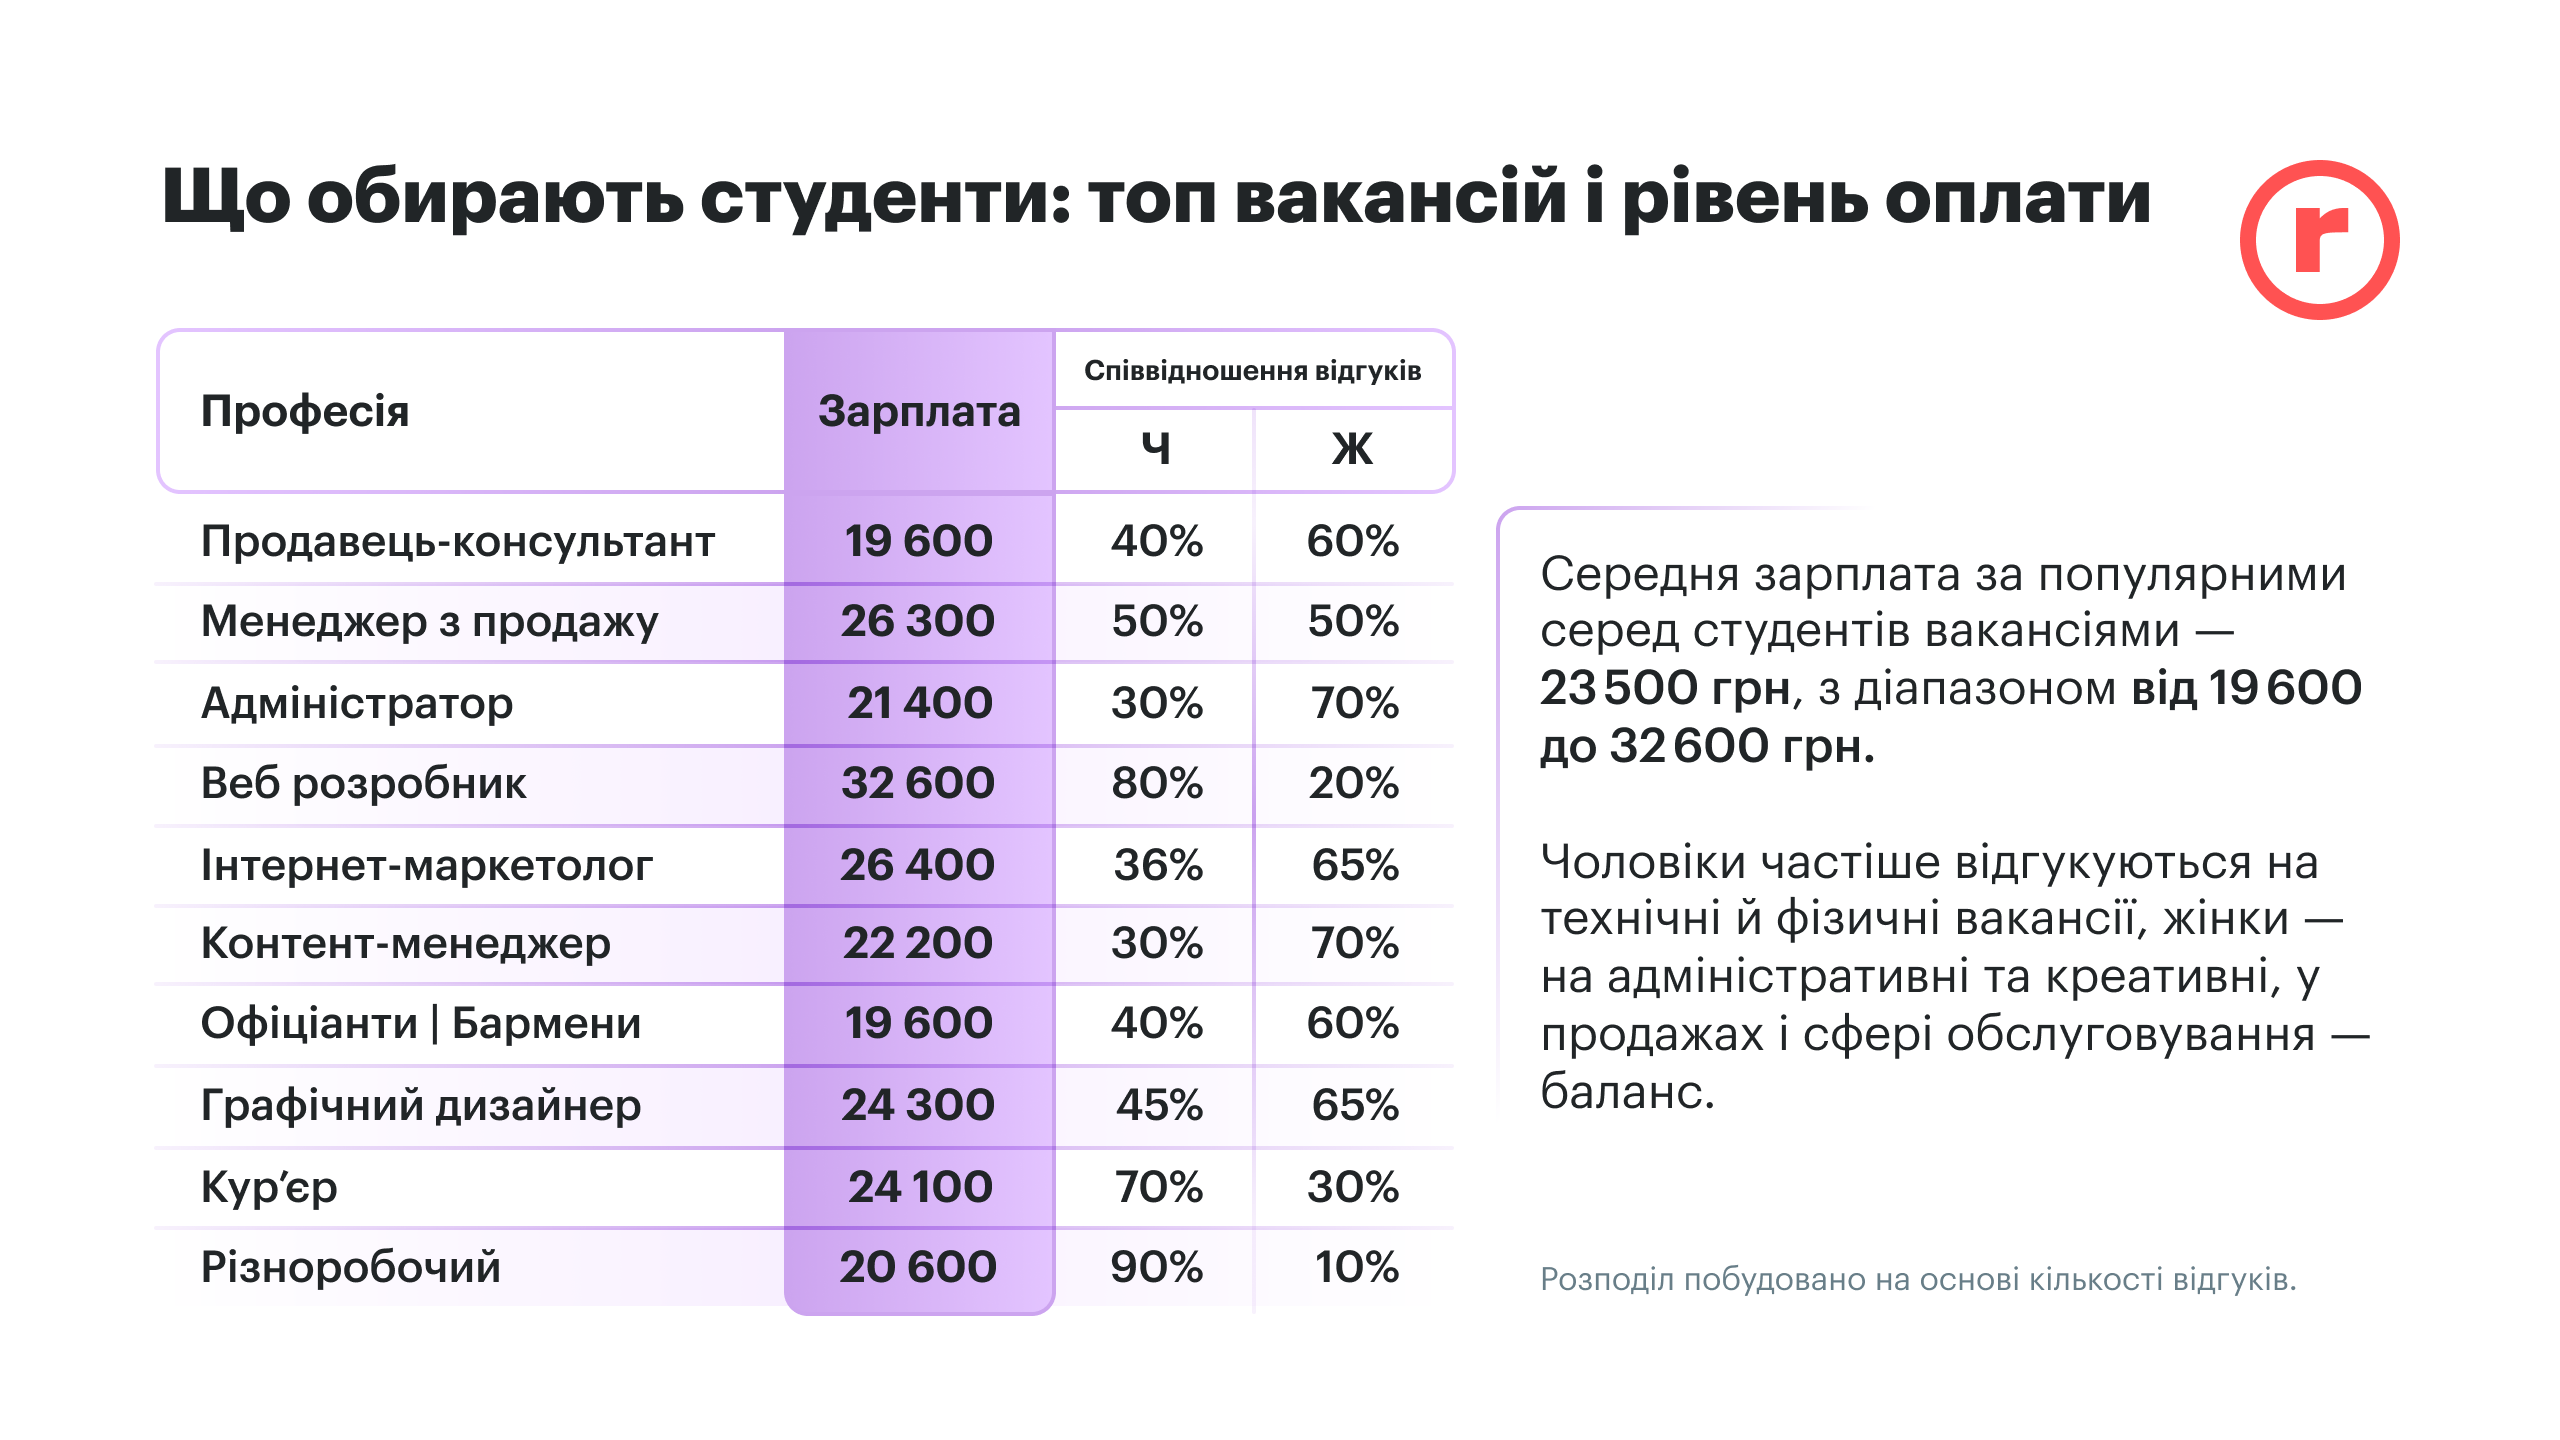 Що обирають студенти: топ вакансій і рівень оплати
r
Професія Зарплата Співвідношення відгуків
Ч Ж
Продавець-консультант 19 600 40% 60%
Менеджер з продажу 26 300 50% 50%
Адміністратор 21 400 30% 70%
Веб розробник 32 600 80% 20%
Інтернет-маркетолог 26 400 36% 65%
Контент-менеджер 22 200 30% 70%
Офіціанти | Бармени 19 600 40% 60%
Графічний дизайнер 24 300 45% 65%
Кур’єр 24 100 70% 30%
Різноробочий 20 600 90% 10%
Середня зарплата за популярними
серед студентів вакансіями —
23 500 грн, з діапазоном від 19 600
до 32 600 грн.
Чоловіки частіше відгукуються на
технічні й фізичні вакансії, жінки —
на адміністративні та креативні, у
продажах і сфері обслуговування —
баланс.
Розподіл побудовано на основі кількості відгуків.